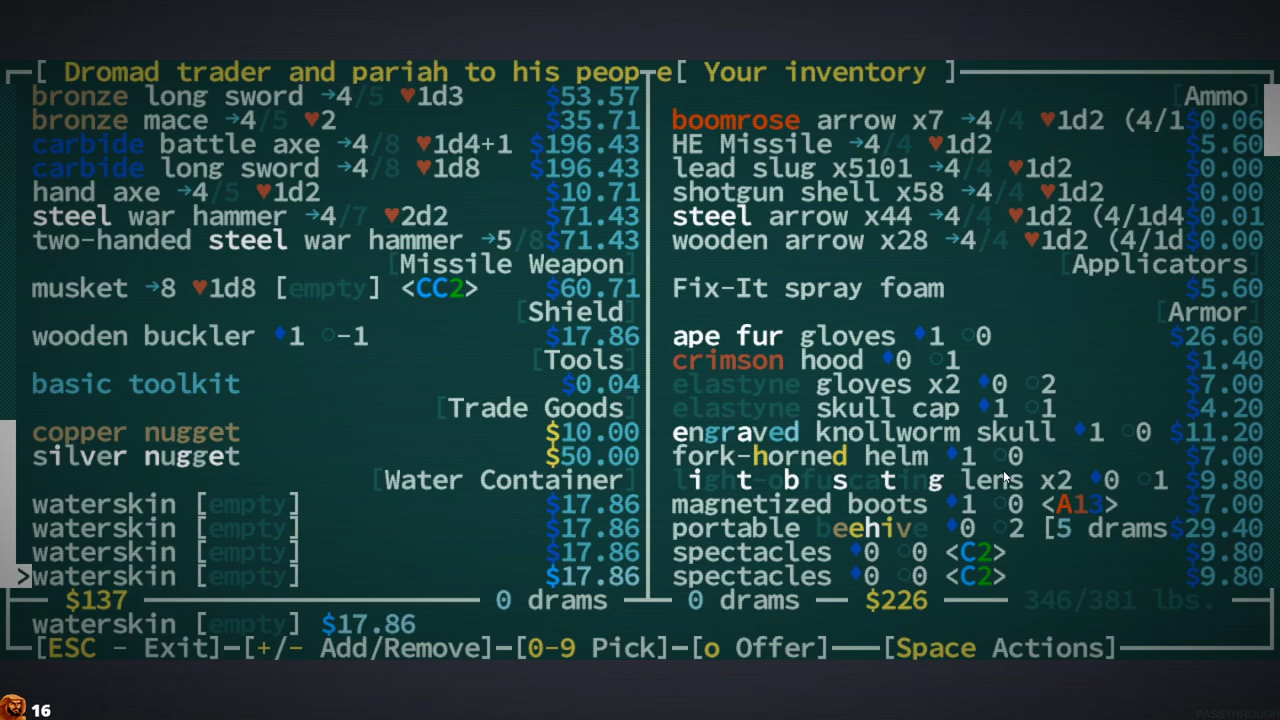 [ Dromad trader and pariah to his peop e[ Your inventory ]
bronze long sword →4/5 ♥1d3 $53.57
bronze mace →4/5 ♥2 $35.71
carbide battle axe →4/8 ♥1d4+1 $196.43
carbide long sword →4/8 ♥1d8 $196.43
hand axe →4/5 ♥1d2 $10.71
steel war hammer →4/7 ♥2d2 $71.43
two-handed steel war hammer →5/8 $71.43
[Missile Weapon]
musket →8 ♥1d8 [empty] <CC2> $60.71
[Shield]
wooden buckler ♦1 ○-1 $17.86
[Tools]
basic toolkit $0.04
[Trade Goods]
copper nugget $10.00
silver nugget $50.00
[Water Container]
waterskin [empty] $17.86
waterskin [empty] $17.86
waterskin [empty] $17.86
>waterskin [empty] $17.86
[Ammo]
boomrose arrow x7 →4/4 ♥1d2 (4/1 $0.06
HE Missile →4/4 ♥1d2 $5.60
lead slug x5101 →4/4 ♥1d2 $0.00
shotgun shell x58 →4/4 ♥1d2 $0.00
steel arrow x44 →4/4 ♥1d2 (4/1d4 $0.01
wooden arrow x28 →4/4 ♥1d2 (4/1d $0.00
[Applicators]
Fix-It spray foam $5.60
[Armor]
ape fur gloves ♦1 ○0 $26.60
crimson hood ♦0 ○1 $1.40
elastyne gloves x2 ♦0 ○2 $7.00
elastyne skull cap ♦1 ○1 $4.20
engraved knollworm skull ♦1 ○0 $11.20
fork-horned helm ♦1 ○0 $7.00
light-obfuscating lens x2 ♦0 ○1 $9.80
magnetized boots ♦1 ○0 <A13> $7.00
portable beehive ♦0 ○2 [5 drams $29.40
spectacles ♦0 ○0 <C2> $9.80
spectacles ♦0 ○0 <C2> $9.80
$137 0 drams 0 drams $226 346/381 lbs.
waterskin [empty] $17.86
[ESC - Exit]-[+/- Add/Remove]-[0-9 Pick]-[o Offer] [Space Actions]
16
PASSTHROUGH